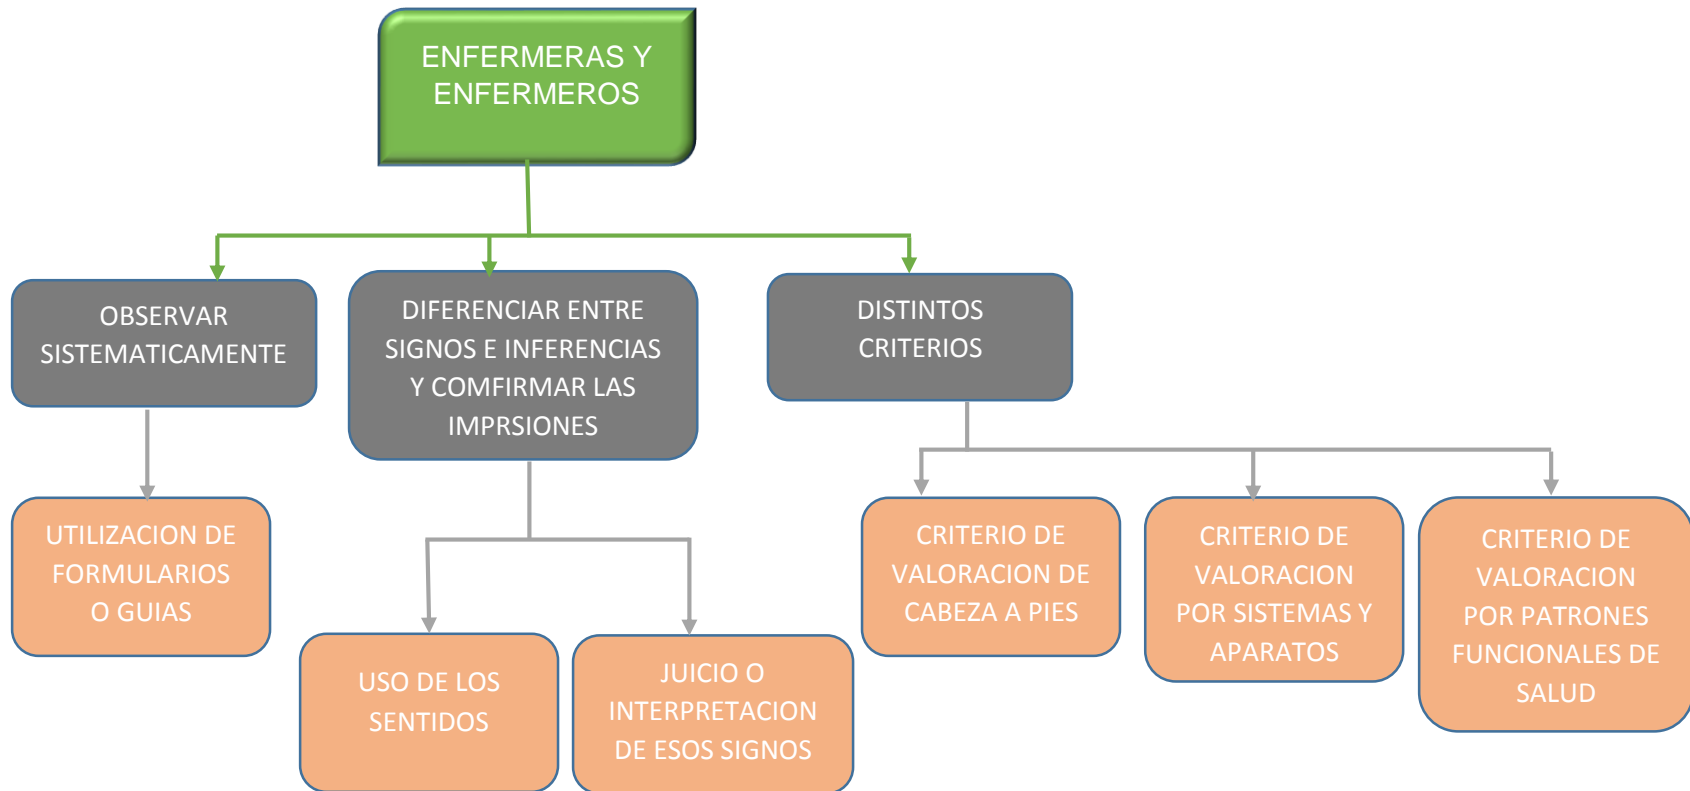 ENFERMERAS Y
ENFERMEROS
OBSERVAR
SISTEMATICAMENTE
DIFERENCIAR ENTRE
SIGNOS E INFERENCIAS
Y COMFIRMAR LAS
IMPRSIONES
DISTINTOS
CRITERIOS
UTILIZACION DE
FORMULARIOS
O GUIAS
USO DE LOS
SENTIDOS
JUICIO O
INTERPRETACION
DE ESOS SIGNOS
CRITERIO DE
VALORACION DE
CABEZA A PIES
CRITERIO DE
VALORACION
POR SISTEMAS Y
APARATOS
CRITERIO DE
VALORACION
POR PATRONES
FUNCIONALES DE
SALUD